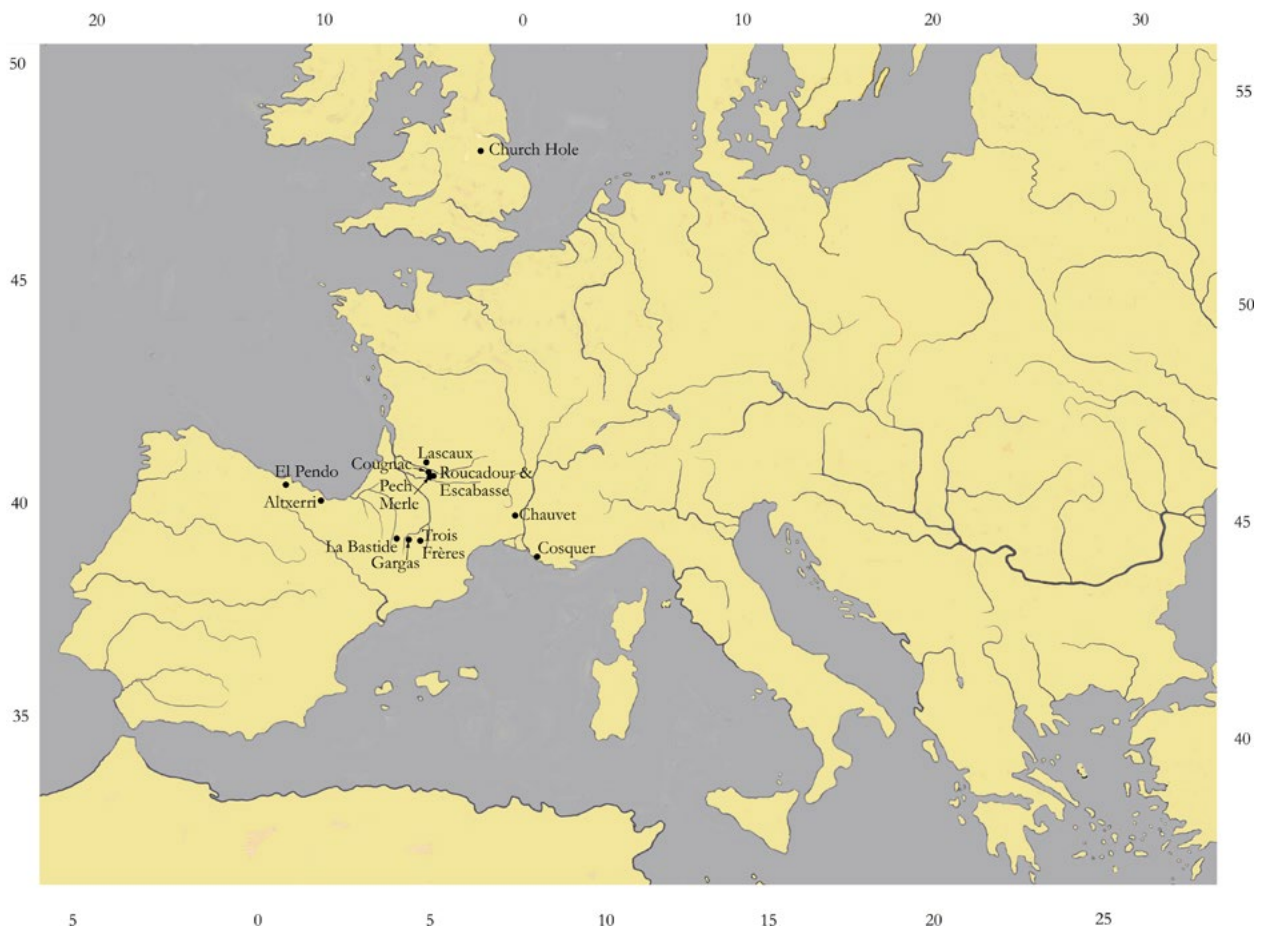 20 10 0 10 20 30
50
55
Church Hole
45
50
Lascaux
Cougnac
El Pendo
Roucadour &
Pech
Escabasse
Merle
Altxerri
40
Chauvet
45
Trois
La Bastide
Frères
Cosquer
Gargas
35
40
5 0 5 10 15 20 25